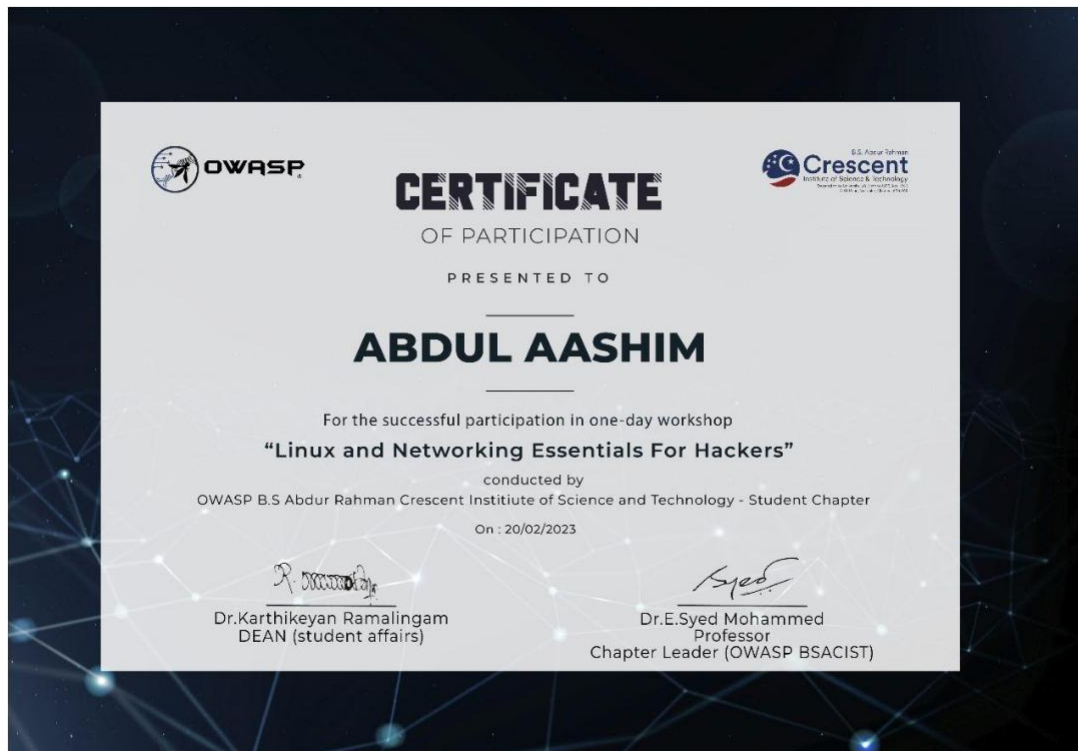 OWASP
B.S. Abdur Rahman
Crescent
Institute of Science & Technology
CERTIFICATE
OF PARTICIPATION
PRESENTED TO
ABDUL AASHIM
For the successful participation in one-day workshop
“Linux and Networking Essentials For Hackers”
conducted by
OWASP B.S Abdur Rahman Crescent Institiute of Science and Technology - Student Chapter
On : 20/02/2023
Dr.Karthikeyan Ramalingam
DEAN (student affairs)
Dr.E.Syed Mohammed
Professor
Chapter Leader (OWASP BSACIST)